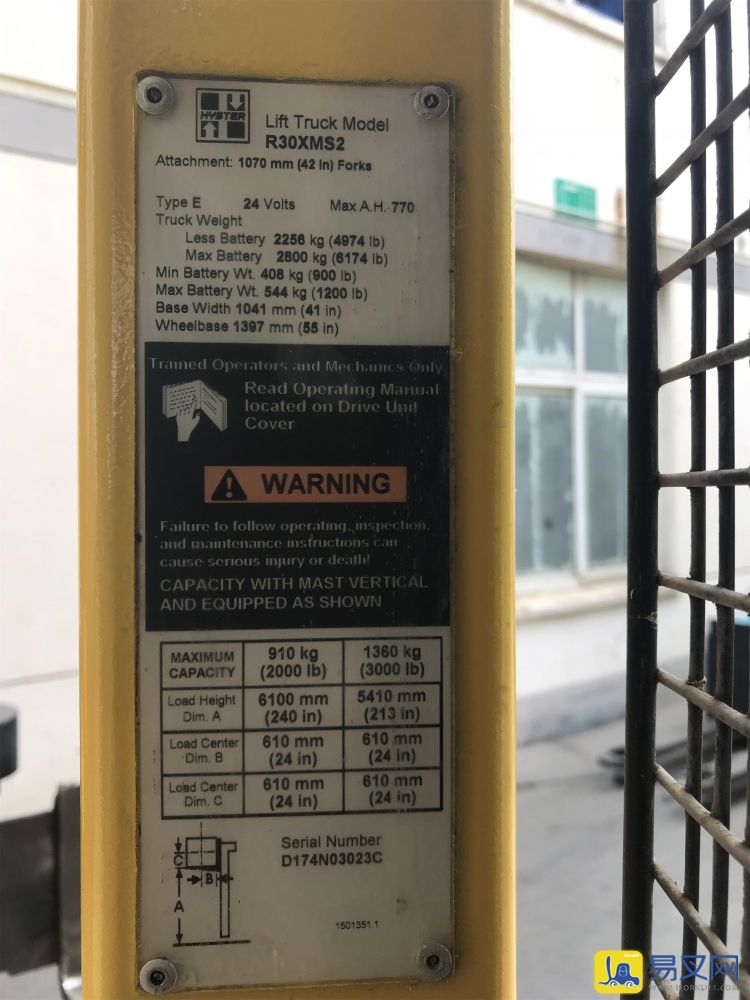 HYSTER
Lift Truck Model
R30XMS2
Attachment: 1070 mm (42 in) Forks
Type E 24 Volts Max A.H. 770
Truck Weight
Less Battery 2256 kg (4974 lb)
Max Battery 2800 kg (6174 lb)
Min Battery Wt. 408 kg (900 lb)
Max Battery Wt. 544 kg (1200 lb)
Base Width 1041 mm (41 in)
Wheelbase 1397 mm (55 in)
Trained Operators and Mechanics Only
Read Operating Manual
located on Drive Unit
Cover
WARNING
Failure to follow operating, inspection,
and maintenance instructions can
cause serious injury or death!
CAPACITY WITH MAST VERTICAL
AND EQUIPPED AS SHOWN
MAXIMUM CAPACITY 910 kg (2000 lb) 1360 kg (3000 lb)
Load Height Dim. A 6100 mm (240 in) 5410 mm (213 in)
Load Center Dim. B 610 mm (24 in) 610 mm (24 in)
Load Center Dim. C 610 mm (24 in) 610 mm (24 in)
C
B
A
Serial Number
D174N03023C
1501351.1
易叉网